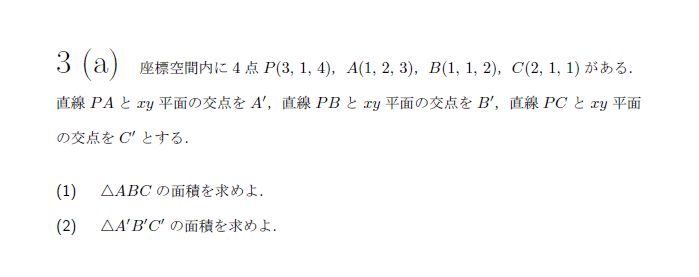 3 (a) 座標空間内に 4 点 P(3, 1, 4), A(1, 2, 3), B(1, 1, 2), C(2, 1, 1) がある.
直線 PA と xy 平面の交点を A′, 直線 PB と xy 平面の交点を B′, 直線 PC と xy 平面
の交点を C′ とする.
(1) △ABC の面積を求めよ.
(2) △A′B′C′ の面積を求めよ.